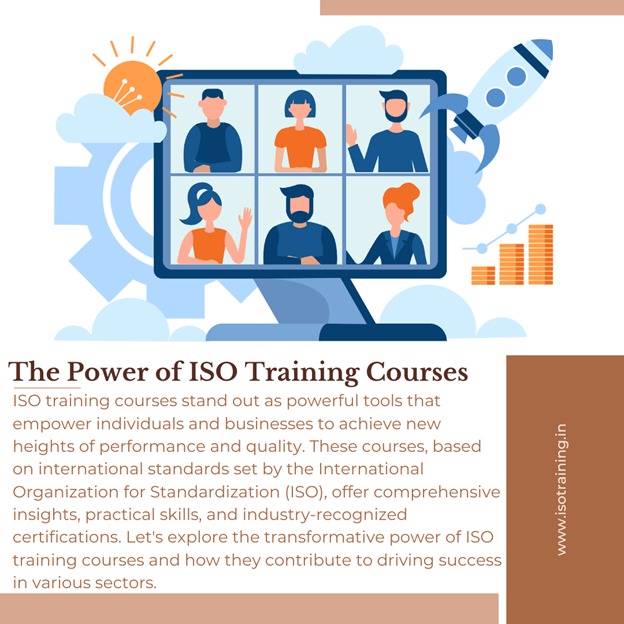 The Power of ISO Training Courses
ISO training courses stand out as powerful tools that
empower individuals and businesses to achieve new
heights of performance and quality. These courses, based
on international standards set by the International
Organization for Standardization (ISO), offer comprehensive
insights, practical skills, and industry-recognized
certifications. Let's explore the transformative power of ISO
training courses and how they contribute to driving success
in various sectors.
www.isotraining.in